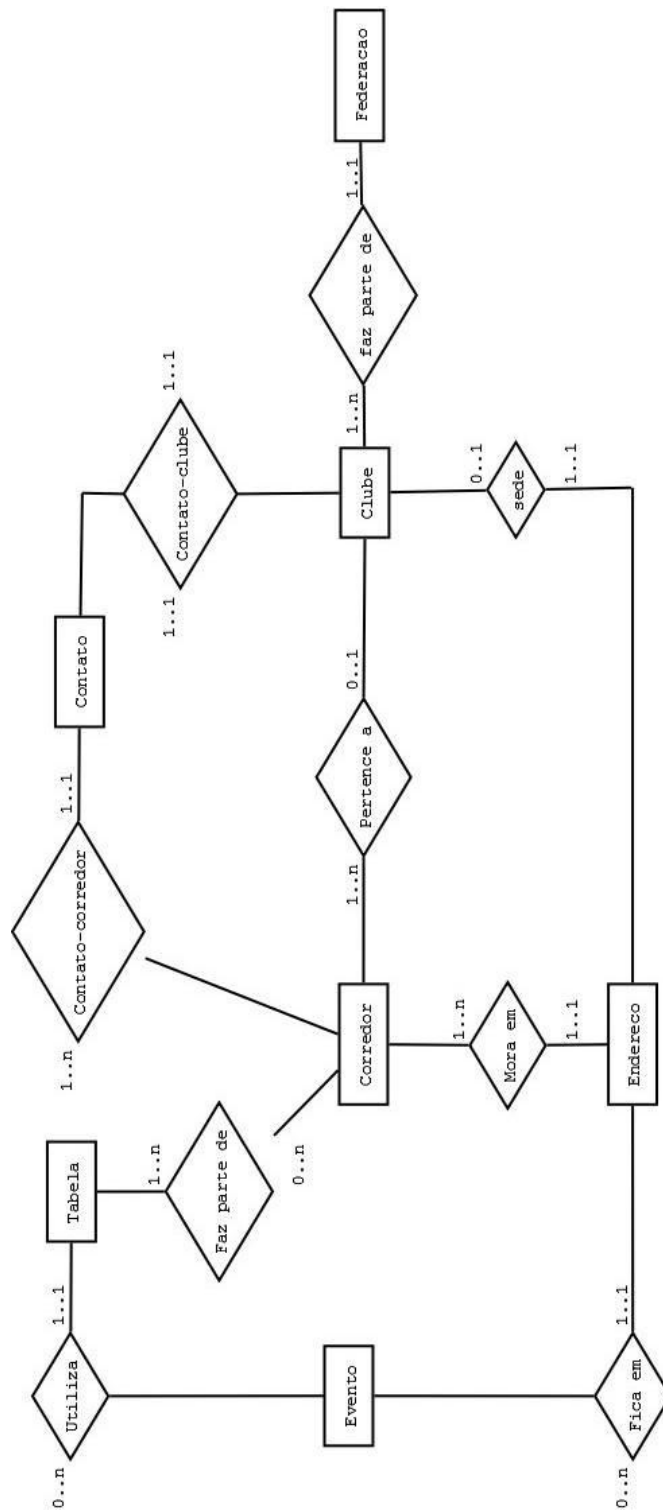 Utiliza
0..n
1..1
Tabela
1..n
Faz parte de
0..n
Contato-corredor
1..n
1..1
Contato
Contato-clube
1..1
1..1
Evento
Corredor
1..n
Pertence a
0..1
Clube
1..n
faz parte de
1..1
Federacao
Mora em
1..n
1..1
sede
0..1
1..1
Fica em
0..n
1..1
Endereco